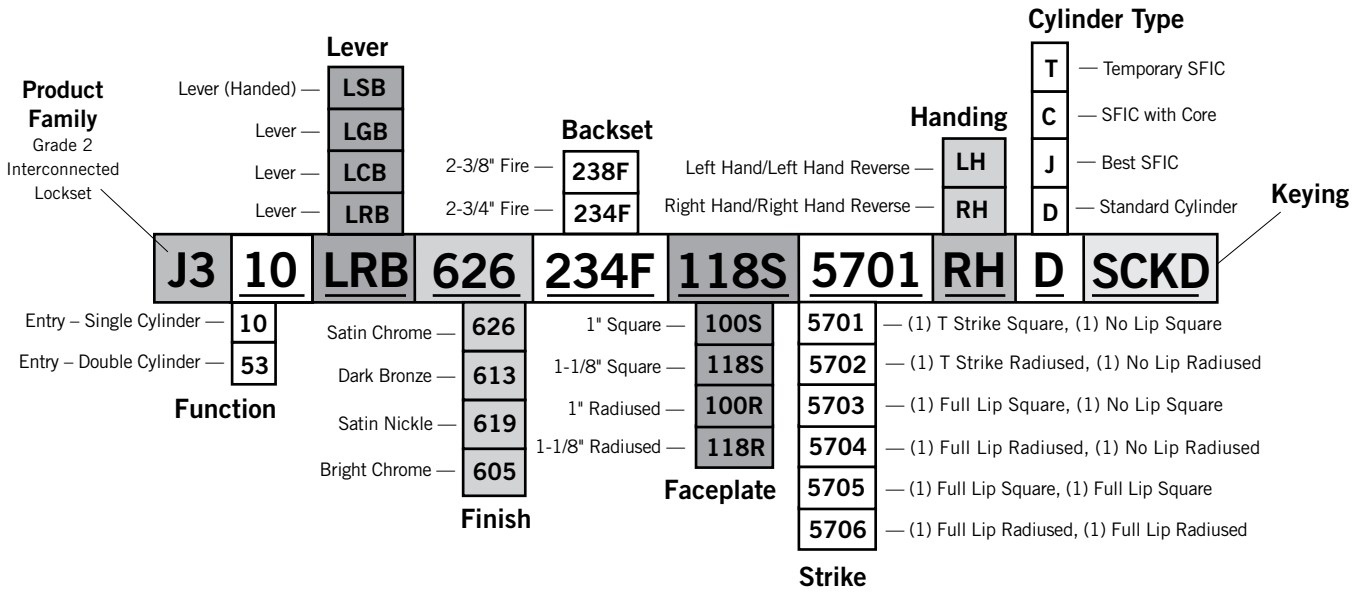 Cylinder Type
T — Temporary SFIC
C — SFIC with Core
J — Best SFIC
D — Standard Cylinder
Lever
Lever (Handed) — LSB
Lever — LGB
Lever — LCB
Lever — LRB
Product
Family
Grade 2
Interconnected
Lockset
Backset
2-3/8" Fire — 238F
2-3/4" Fire — 234F
Handing
Left Hand/Left Hand Reverse — LH
Right Hand/Right Hand Reverse — RH
Keying
J3 10 LRB 626 234F 118S 5701 RH D SCKD
Entry – Single Cylinder — 10
Entry – Double Cylinder — 53
Function
Satin Chrome — 626
Dark Bronze — 613
Satin Nickle — 619
Bright Chrome — 605
Finish
1" Square — 100S
1-1/8" Square — 118S
1" Radiused — 100R
1-1/8" Radiused — 118R
Faceplate
5701 — (1) T Strike Square, (1) No Lip Square
5702 — (1) T Strike Radiused, (1) No Lip Radiused
5703 — (1) Full Lip Square, (1) No Lip Square
5704 — (1) Full Lip Radiused, (1) No Lip Radiused
5705 — (1) Full Lip Square, (1) Full Lip Square
5706 — (1) Full Lip Radiused, (1) Full Lip Radiused
Strike